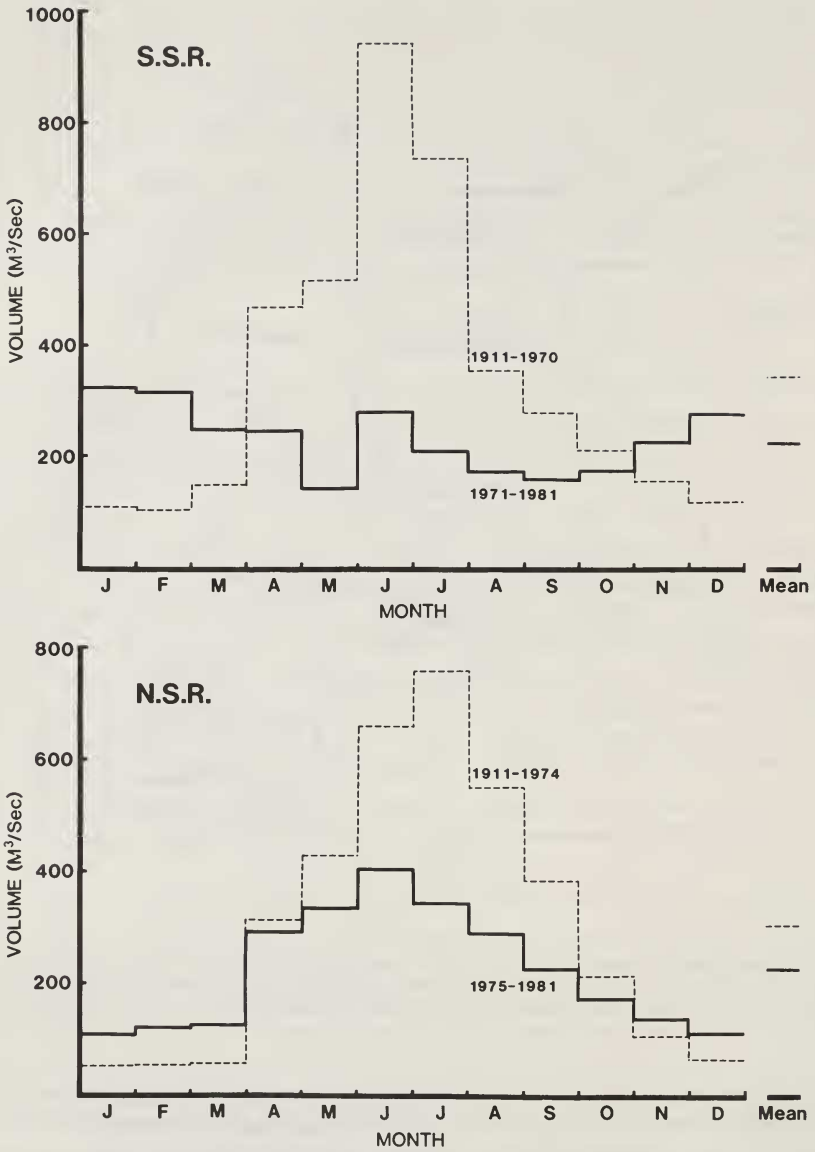 S.S.R.
VOLUME (M³/Sec)
1000
800
600
400
200
1911-1970
1971-1981
J F M A M J J A S O N D Mean
MONTH
N.S.R.
VOLUME (M³/Sec)
800
600
400
200
1911-1974
1975-1981
J F M A M J J A S O N D Mean
MONTH